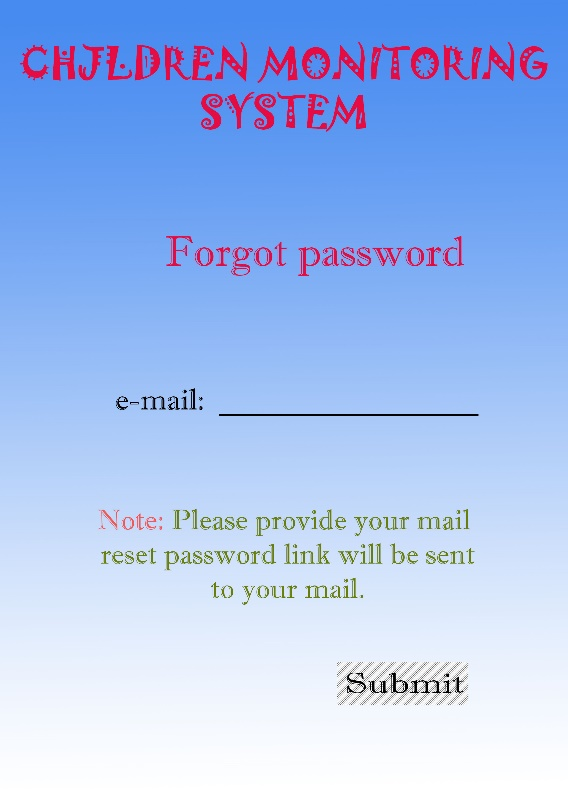 CHILDREN MONITORING
SYSTEM
Forgot password
e-mail:
Note: Please provide your mail
reset password link will be sent
to your mail.
Submit